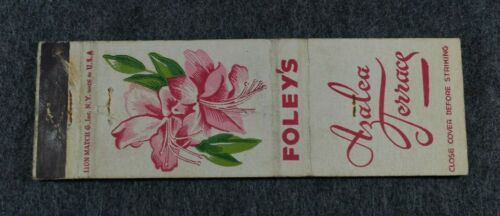 LION MATCH Co., Inc. N.Y. MADE IN U.S.A
FOLEY'S
Azalea
Terrace
CLOSE COVER BEFORE STRIKING